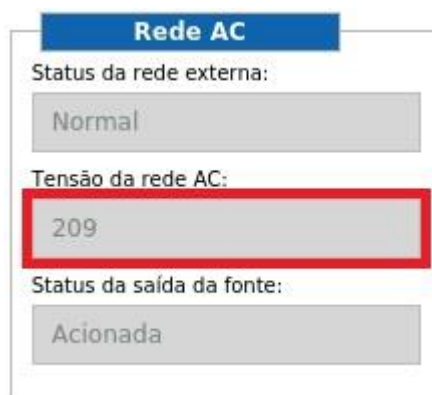 Rede AC
Status da rede externa:
Normal
Tensão da rede AC:
209
Status da saída da fonte:
Acionada